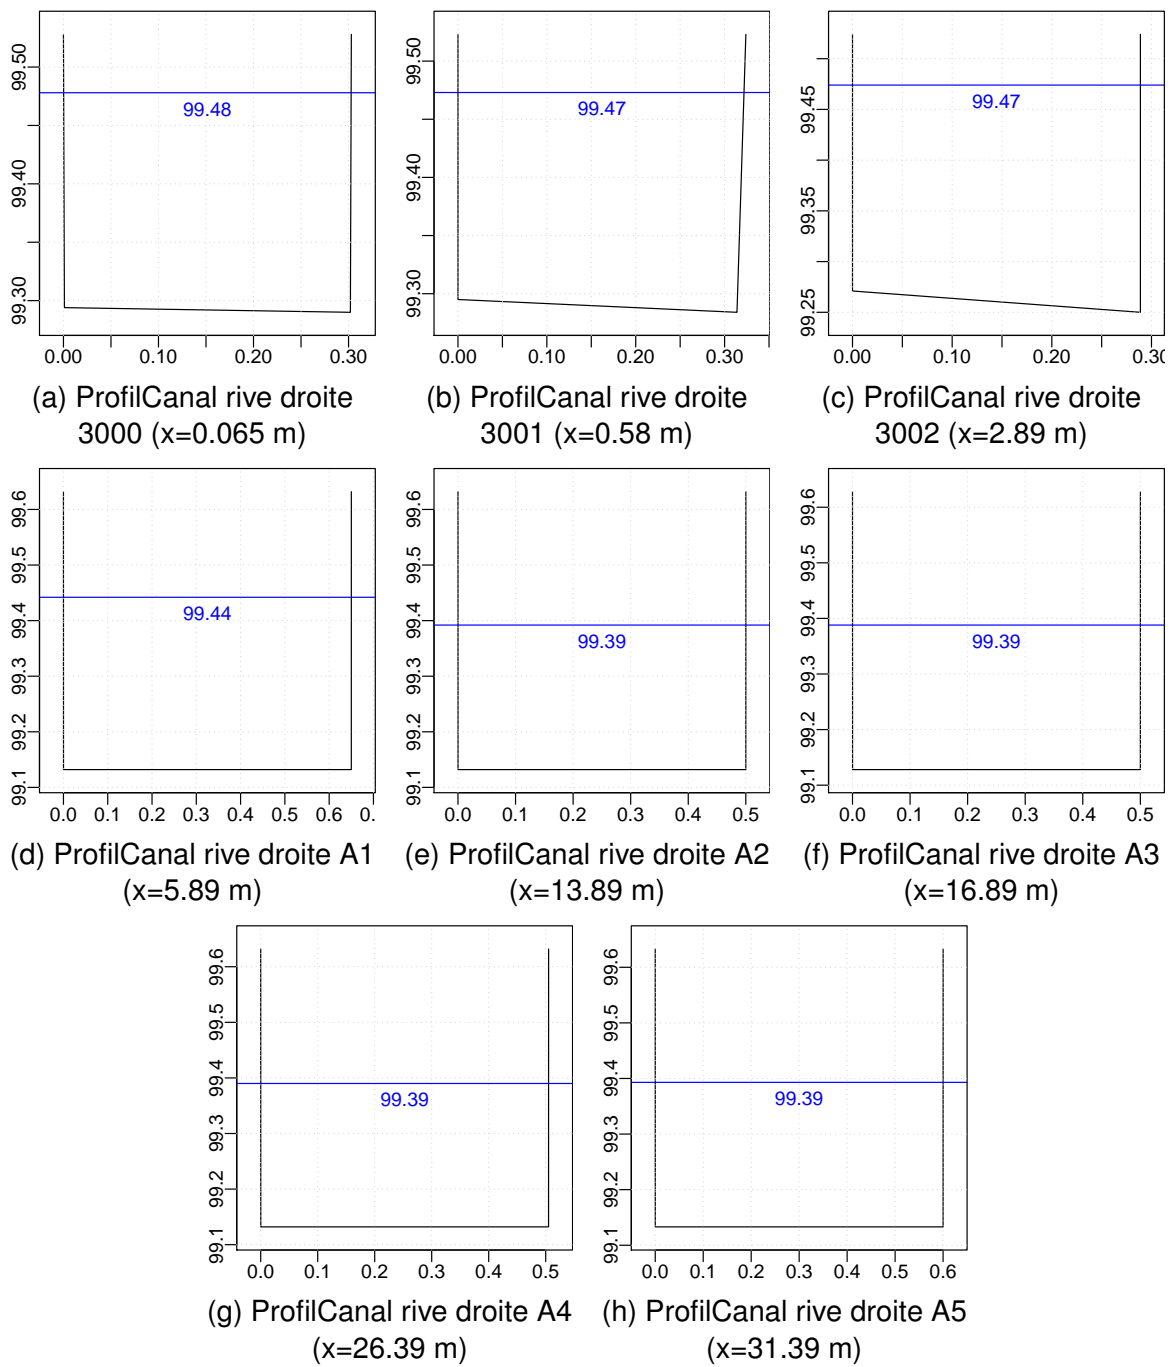 99.50
99.40
99.30
99.48
0.00 0.10 0.20 0.30
(a) ProfilCanal rive droite
3000 (x=0.065 m)
99.50
99.40
99.30
99.47
0.00 0.10 0.20 0.30
(b) ProfilCanal rive droite
3001 (x=0.58 m)
99.45
99.35
99.25
99.47
0.00 0.10 0.20 0.30
(c) ProfilCanal rive droite
3002 (x=2.89 m)
99.6
99.5
99.4
99.3
99.2
99.1
99.44
0.0 0.1 0.2 0.3 0.4 0.5 0.6 0.
(d) ProfilCanal rive droite A1
(x=5.89 m)
99.6
99.5
99.4
99.3
99.2
99.1
99.39
0.0 0.1 0.2 0.3 0.4 0.5
(e) ProfilCanal rive droite A2
(x=13.89 m)
99.6
99.5
99.4
99.3
99.2
99.1
99.39
0.0 0.1 0.2 0.3 0.4 0.5
(f) ProfilCanal rive droite A3
(x=16.89 m)
99.6
99.5
99.4
99.3
99.2
99.1
99.39
0.0 0.1 0.2 0.3 0.4 0.5
(g) ProfilCanal rive droite A4
(x=26.39 m)
99.6
99.5
99.4
99.3
99.2
99.1
99.39
0.0 0.1 0.2 0.3 0.4 0.5 0.6
(h) ProfilCanal rive droite A5
(x=31.39 m)